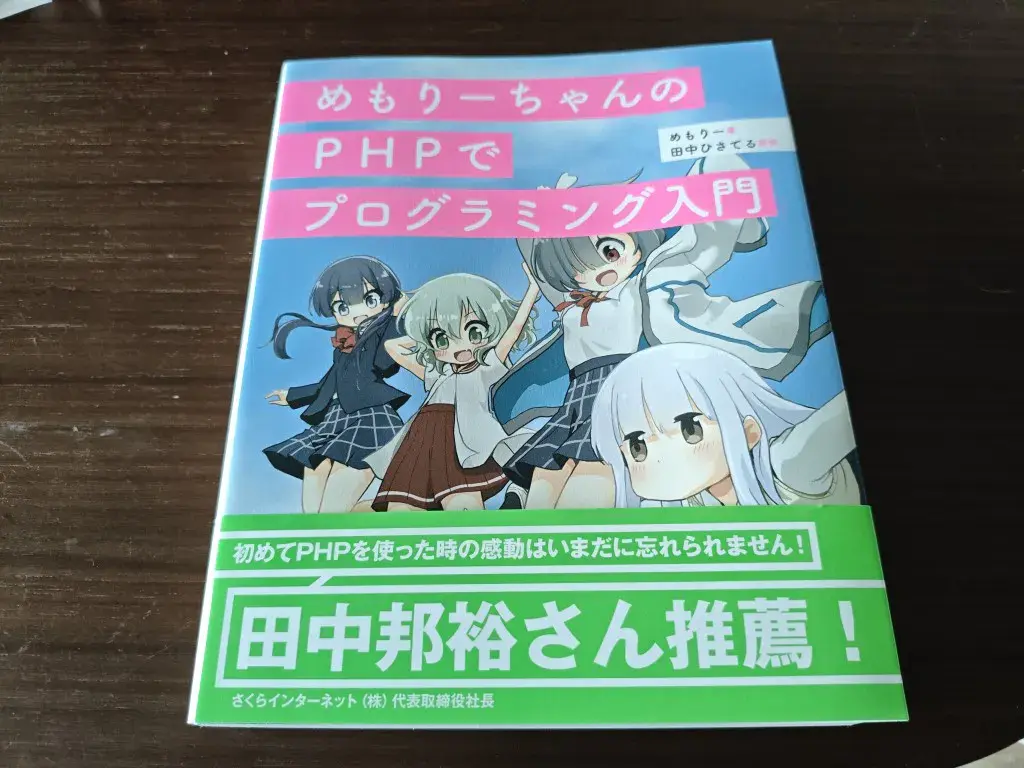 めもりーちゃんの
PHPで
プログラミング入門
めもりー
田中ひさてる
初めてPHPを使った時の感動はいまだに忘れられません!
田中邦裕さん推薦!
さくらインターネット(株)代表取締役社長